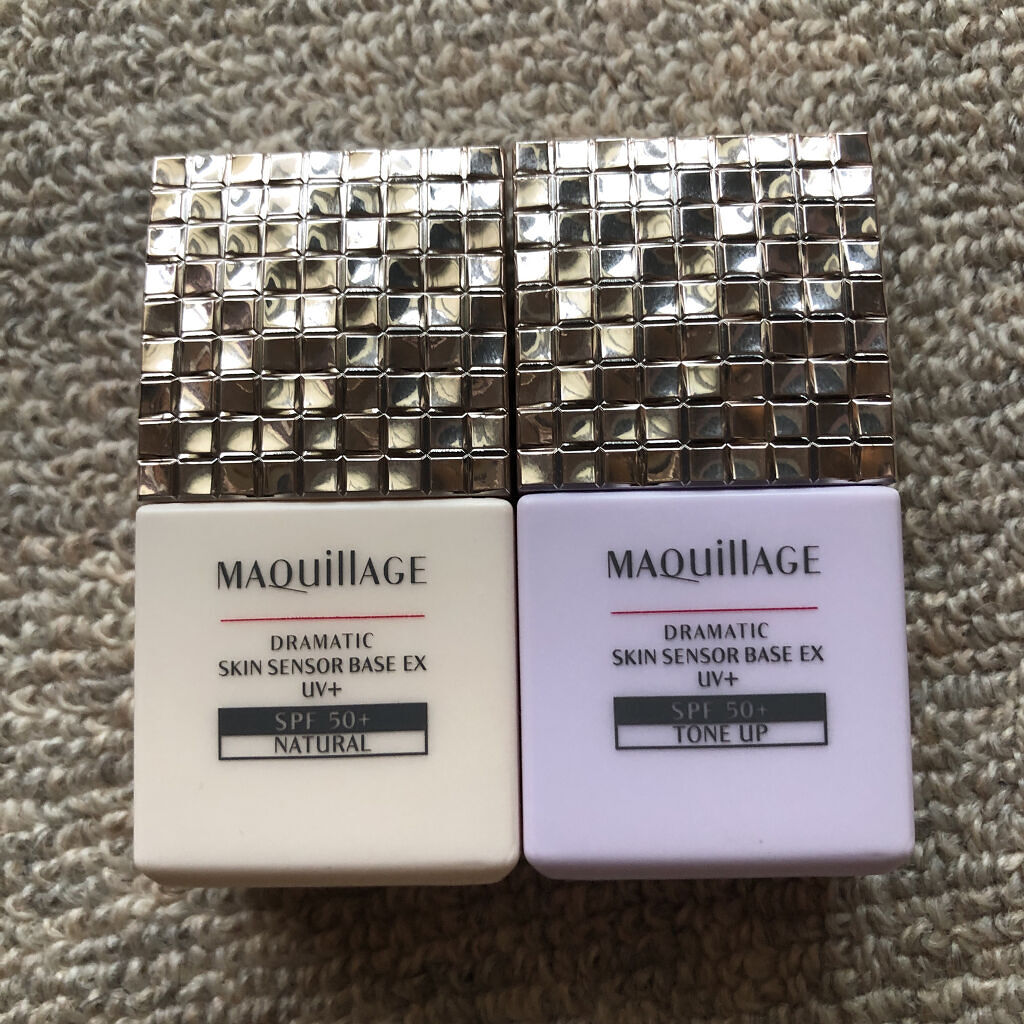 MAQuillAGE
DRAMATIC
SKIN SENSOR BASE EX
UV+
SPF 50+
NATURAL
MAQuillAGE
DRAMATIC
SKIN SENSOR BASE EX
UV+
SPF 50+
TONE UP